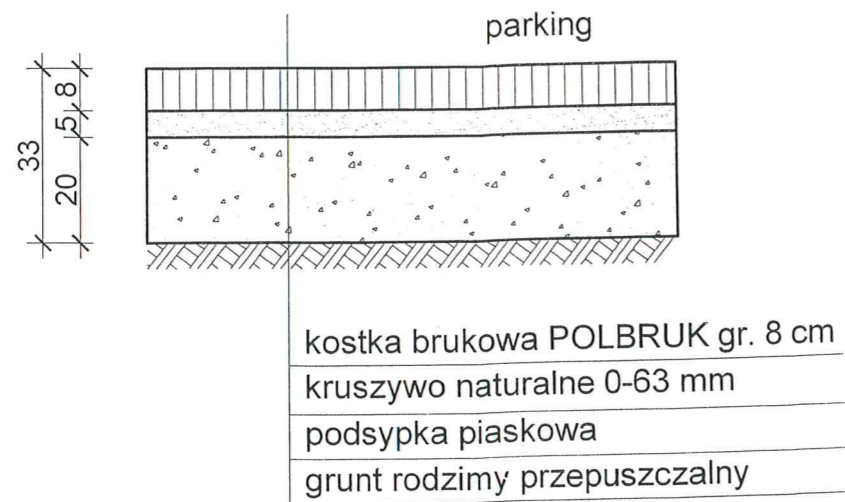 parking
8
5
33
20
kostka brukowa POLBRUK gr. 8 cm
kruszywo naturalne 0-63 mm
podsypka piaskowa
grunt rodzimy przepuszczalny